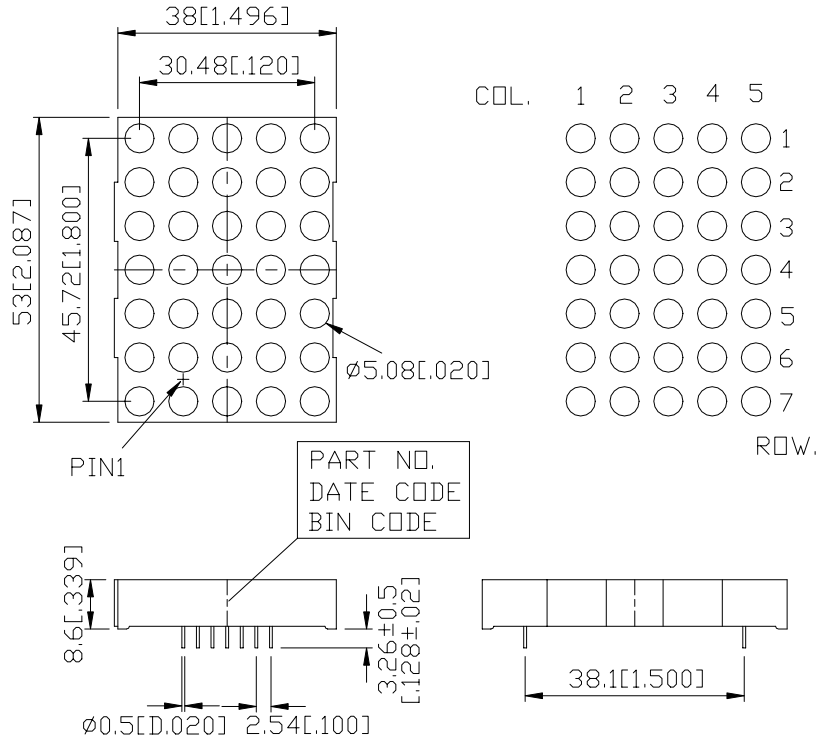 38[1.496]
30.48[.120]
53[2.087]
45.72[1.800]
Ø5.08[.020]
PIN1
COL. 1 2 3 4 5
1
2
3
4
5
6
7
ROW.
PART NO.
DATE CODE
BIN CODE
8.6[.339]
3.26±0.5
[.128±.02]
Ø0.5[D.020]
2.54[.100]
38.1[1.500]